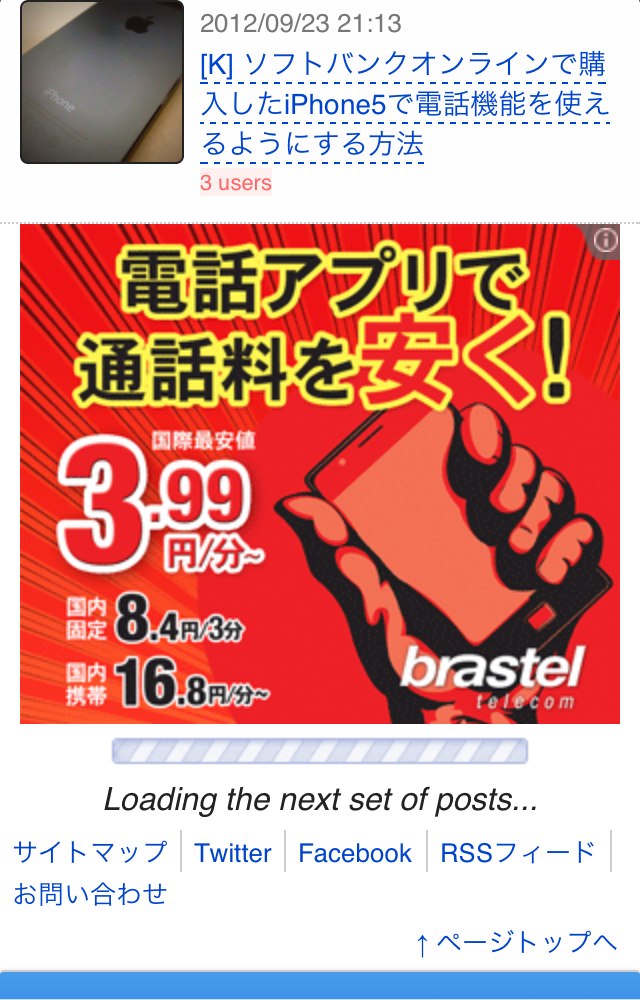 2012/09/23 21:13
[K] ソフトバンクオンラインで購
入したiPhone5で電話機能を使え
るようにする方法
3 users
iPhone
電話アプリで
通話料を安く!
国際最安値
3.99
円/分~
国内
固定 8.4円/3分
国内
携帯 16.8円/分~
brastel
telecom
Loading the next set of posts...
サイトマップ Twitter Facebook RSSフィード
お問い合わせ
↑ ページトップへ